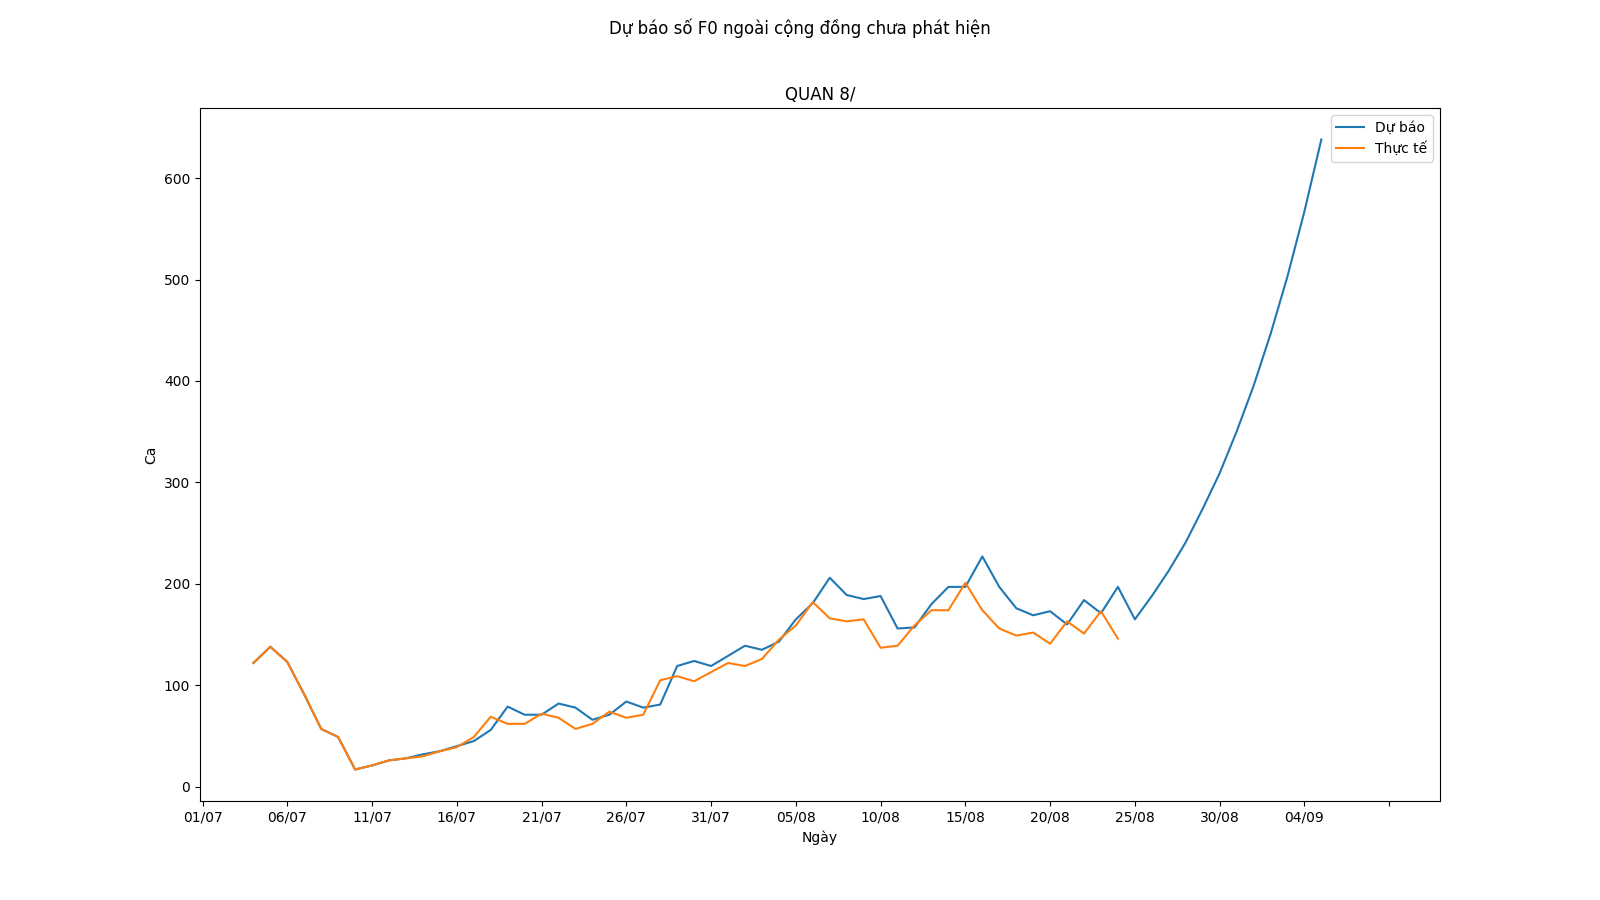 Dự báo số F0 ngoài cộng đồng chưa phát hiện
QUAN 8/
Dự báo
Thực tế
600
500
400
300
200
100
0
Ca
01/07 06/07 11/07 16/07 21/07 26/07 31/07 05/08 10/08 15/08 20/08 25/08 30/08 04/09
Ngày